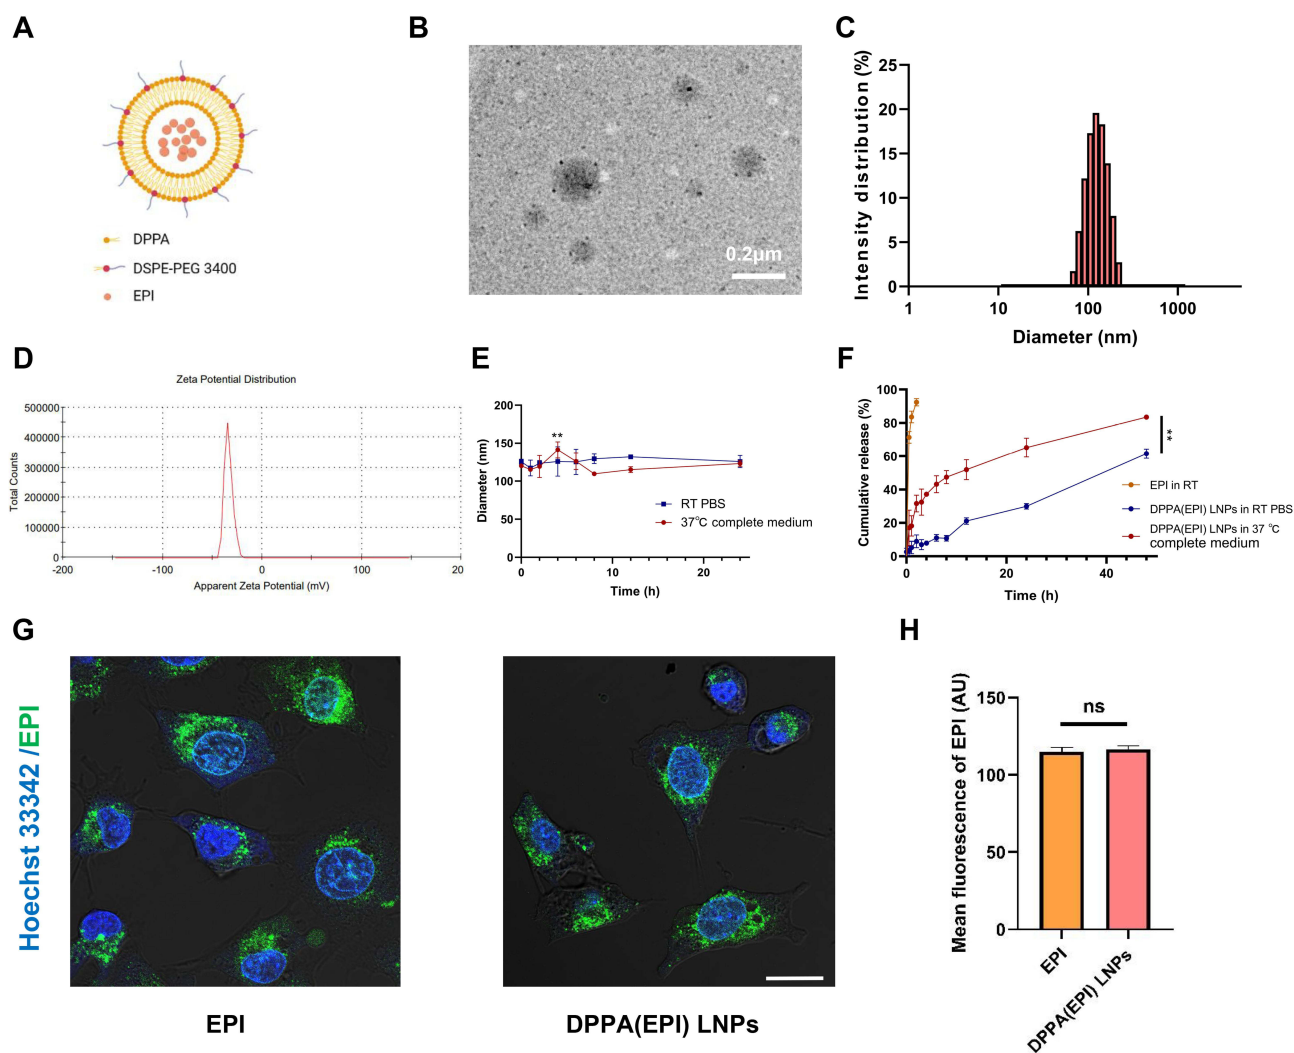 A
DPPA
DSPE-PEG 3400
EPI
B
0.2μm
C
Intensity distribution (%)
25
20
15
10
5
0
1
10
100
1000
Diameter (nm)
D
Zeta Potential Distribution
Total Counts
500000
400000
300000
200000
100000
0
-200
-100
0
100
20
Apparent Zeta Potential (mV)
E
Diameter (nm)
200
150
100
50
0
**
RT PBS
37℃ complete medium
0
20
Time (h)
F
Cumulative release (%)
100
80
60
40
20
0
**
EPI in RT
DPPA(EPI) LNPs in RT PBS
DPPA(EPI) LNPs in 37 ℃
complete medium
0
20
40
Time (h)
G
Hoechst 33342 /EPI
EPI
DPPA(EPI) LNPs
H
Mean fluorescence of EPI (AU)
150
100
50
0
ns
EPI
DPPA(EPI) LNPs